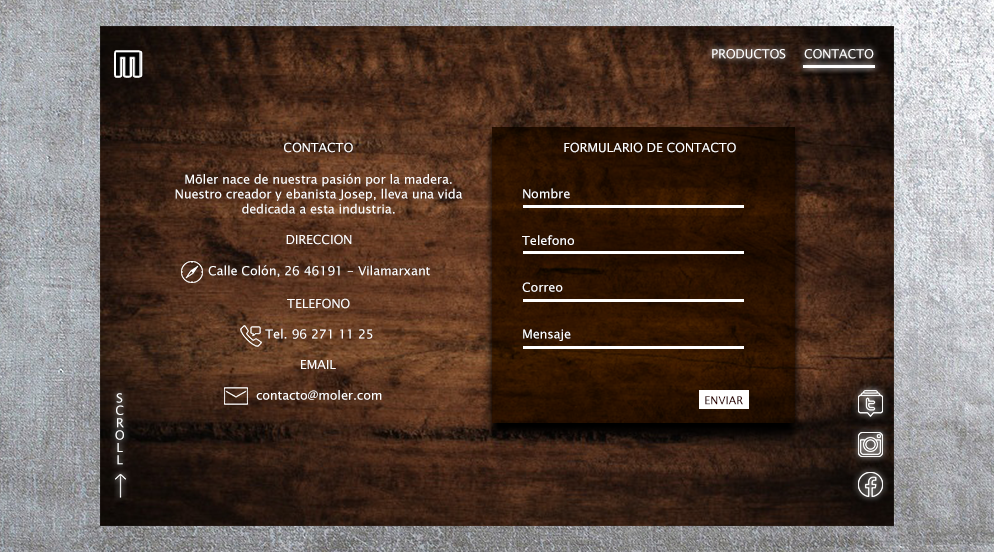 PRODUCTOS CONTACTO
CONTACTO
Mōler nace de nuestra pasión por la madera.
Nuestro creador y ebanista Josep, lleva una vida
dedicada a esta industria.
DIRECCION
Calle Colón, 26 46191 – Vilamarxant
TELEFONO
Tel. 96 271 11 25
EMAIL
contacto@moler.com
FORMULARIO DE CONTACTO
Nombre
Telefono
Correo
Mensaje
ENVIAR
SCROLL